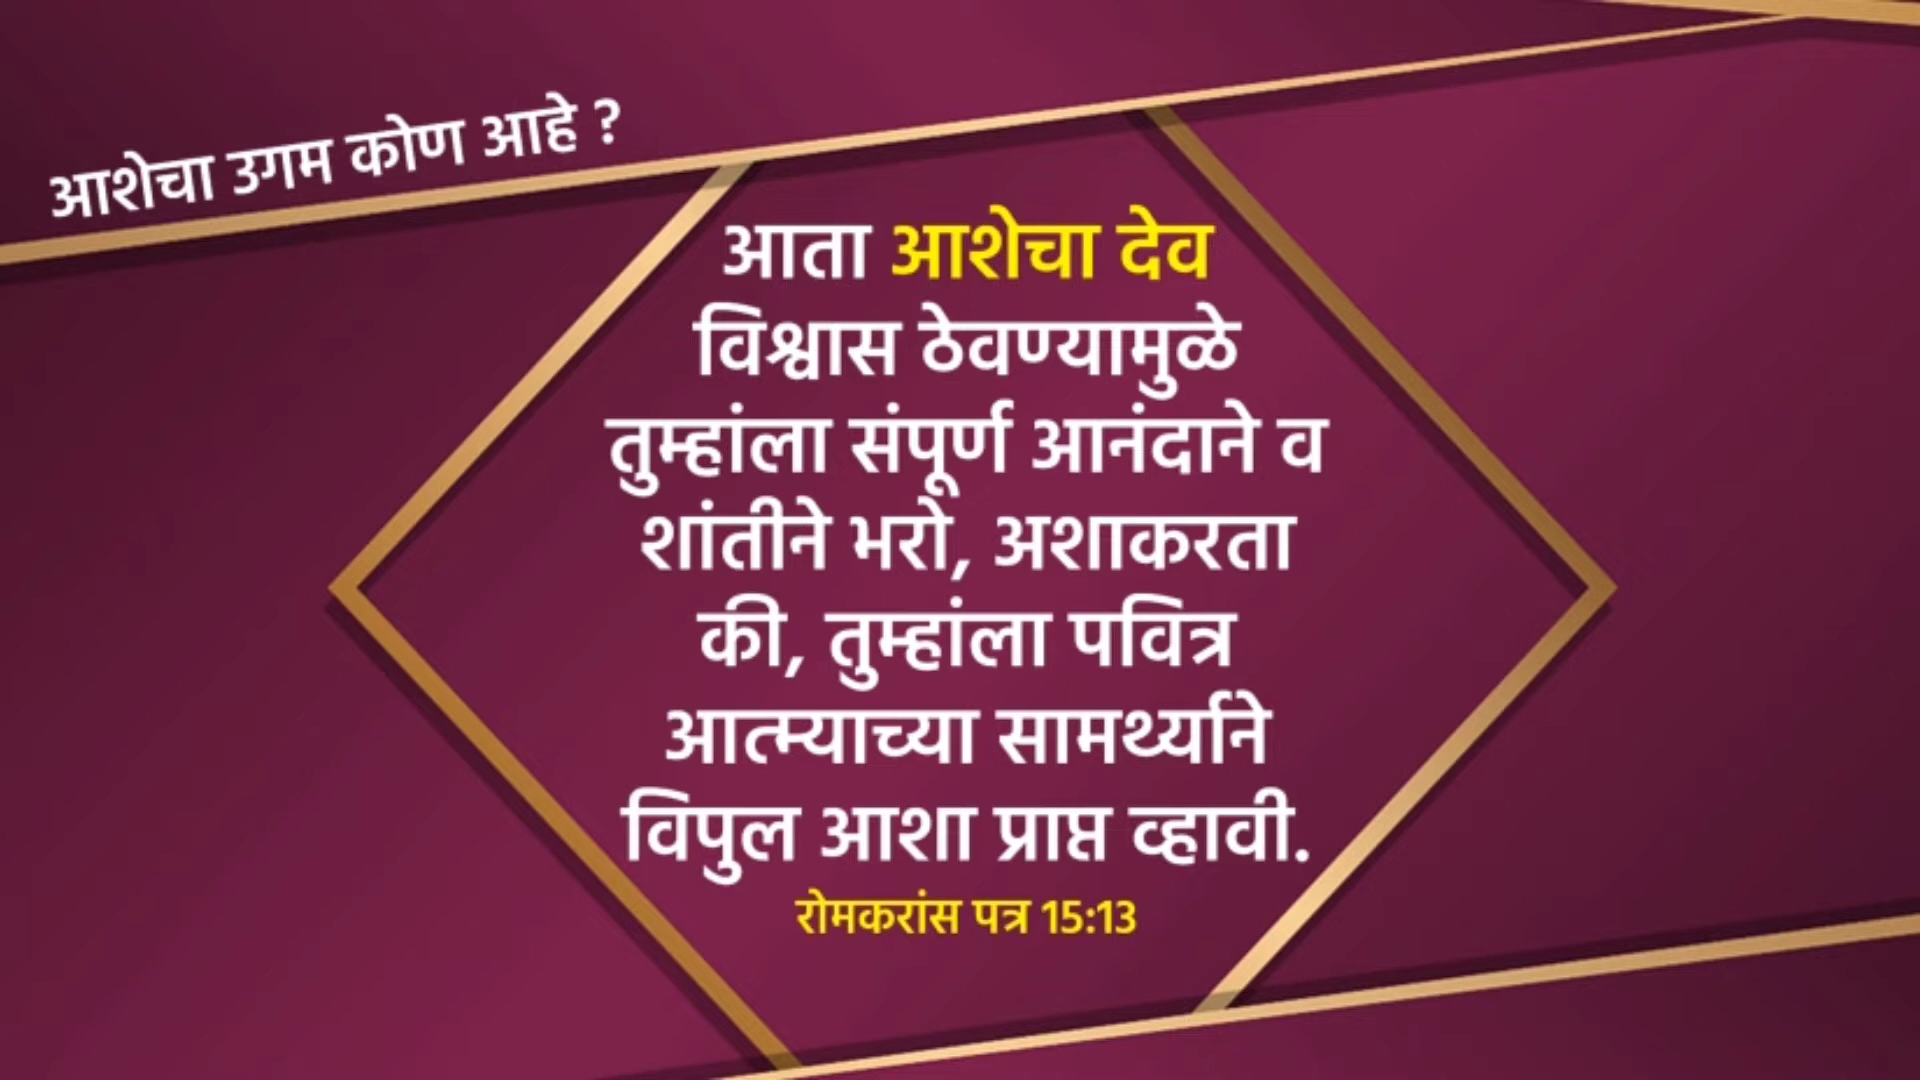 आशेचा उगम कोण आहे ?
आता आशेचा देव
विश्वास ठेवण्यामुळे
तुम्हांला संपूर्ण आनंदाने व
शांतीने भरो, अशाकरता
की, तुम्हांला पवित्र
आत्म्याच्या सामर्थ्याने
विपुल आशा प्राप्त व्हावी.
रोमकरांस पत्र 15:13